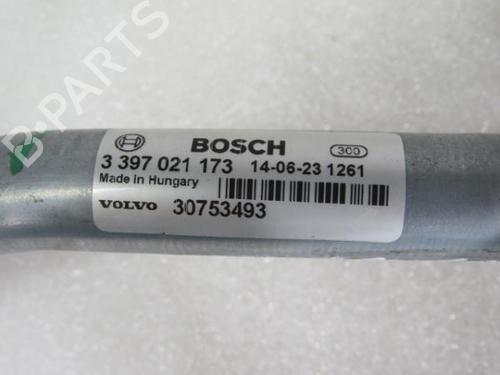 BOSCH 300
3 397 021 173 14-06-23 1261
Made in Hungary
VOLVO 30753493
B-PARTS